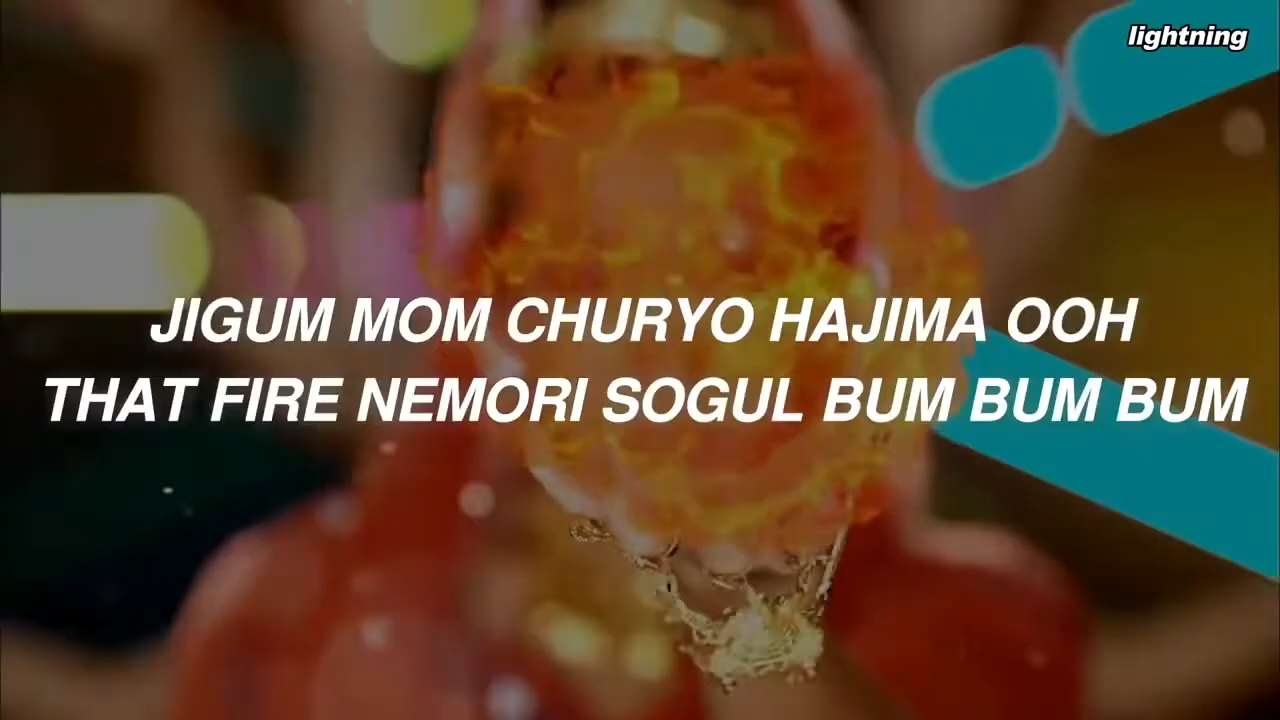 lightning
JIGUM MOM CHURYO HAJIMA OOH
THAT FIRE NEMORI SOGUL BUM BUM BUM